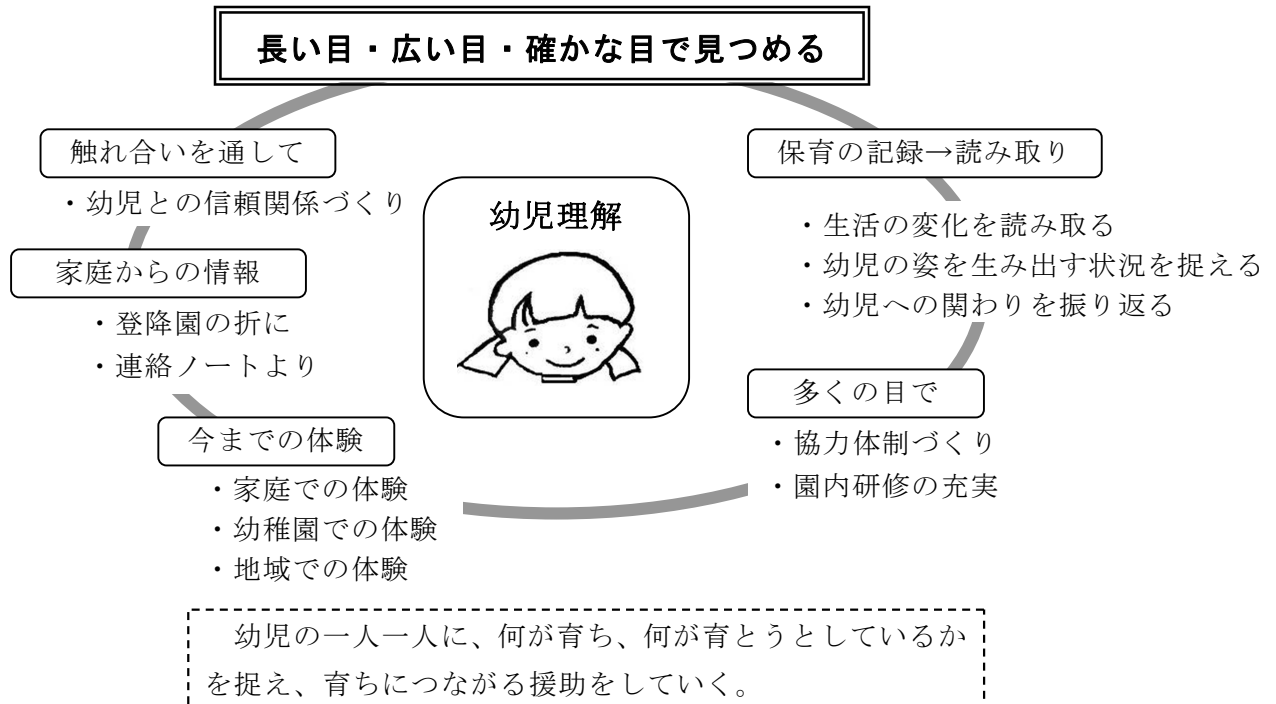 長い目・広い目・確かな目で見つめる
触れ合いを通して
・幼児との信頼関係づくり
家庭からの情報
・登降園の折に
・連絡ノートより
今までの体験
・家庭での体験
・幼稚園での体験
・地域での体験
幼児理解
保育の記録→読み取り
・生活の変化を読み取る
・幼児の姿を生み出す状況を捉える
・幼児への関わりを振り返る
多くの目で
・協力体制づくり
・園内研修の充実
幼児の一人一人に、何が育ち、何が育とうとしているか
を捉え、育ちにつながる援助をしていく。